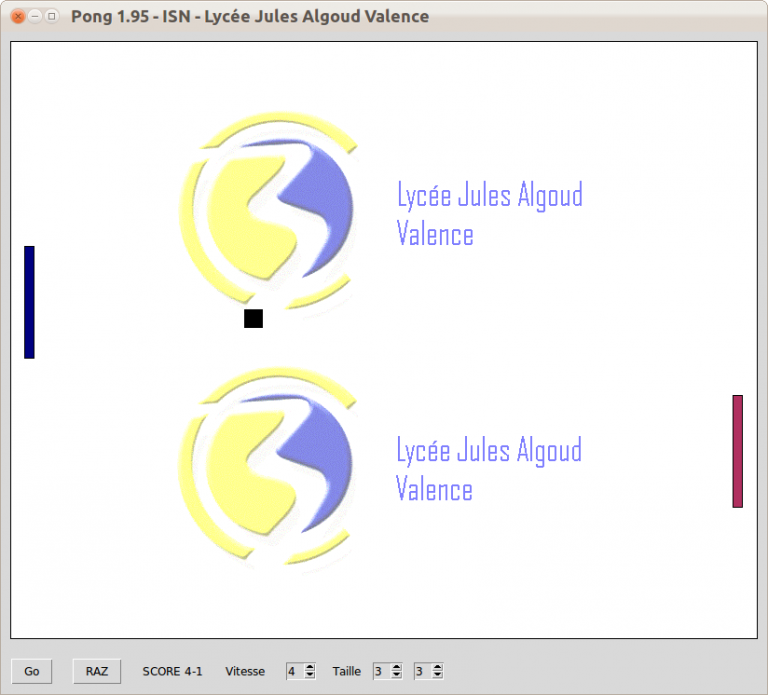 Pong 1.95 - ISN - Lycée Jules Algoud Valence
Lycée Jules Algoud
Valence
Lycée Jules Algoud
Valence
Go RAZ SCORE 4-1 Vitesse 4 Taille 3 3